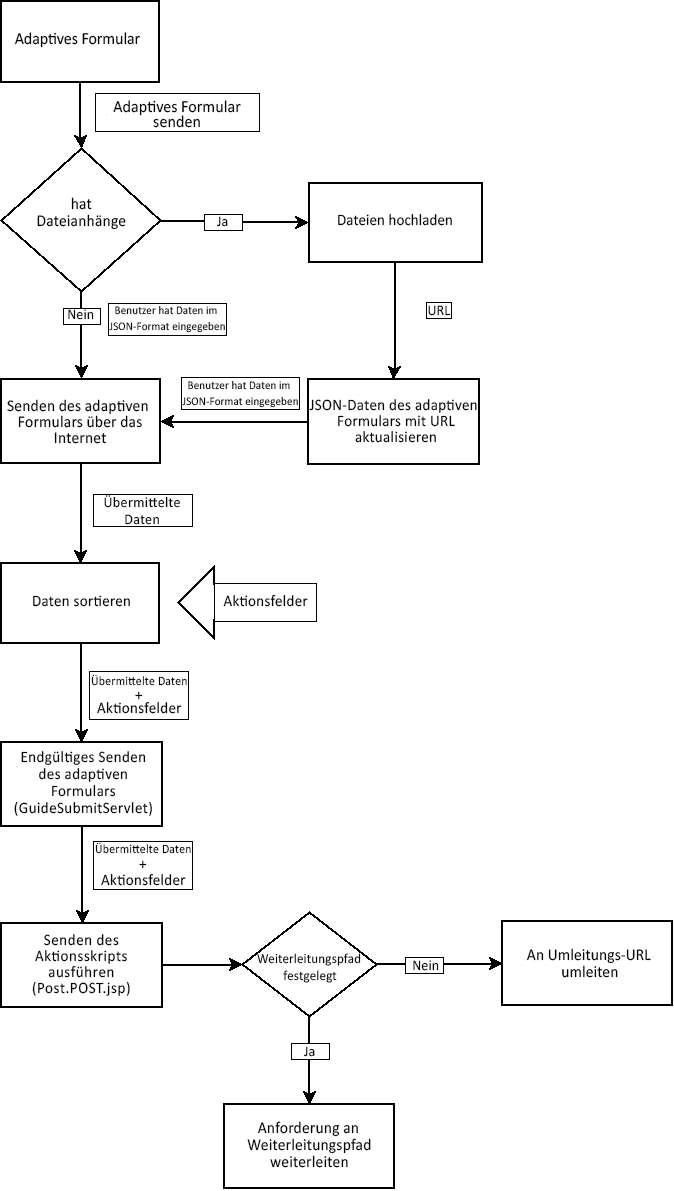 Adaptives Formular
Adaptives Formular
senden
hat
Dateianhänge
Ja
Dateien hochladen
Nein
Benutzer hat Daten im
JSON-Format eingegeben
URL
Senden des adaptiven
Formulars über das
Internet
Benutzer hat Daten im
JSON-Format eingegeben
JSON-Daten des adaptiven
Formulars mit URL
aktualisieren
Übermittelte
Daten
Daten sortieren
Aktionsfelder
Übermittelte Daten
+
Aktionsfelder
Endgültiges Senden
des adaptiven
Formulars
(GuideSubmitServlet)
Übermittelte Daten
+
Aktionsfelder
Senden des
Aktionsskripts
ausführen
(Post.POST.jsp)
Weiterleitungspfad
festgelegt
Nein
An Umleitungs-URL
umleiten
Ja
Anforderung an
Weiterleitungspfad
weiterleiten